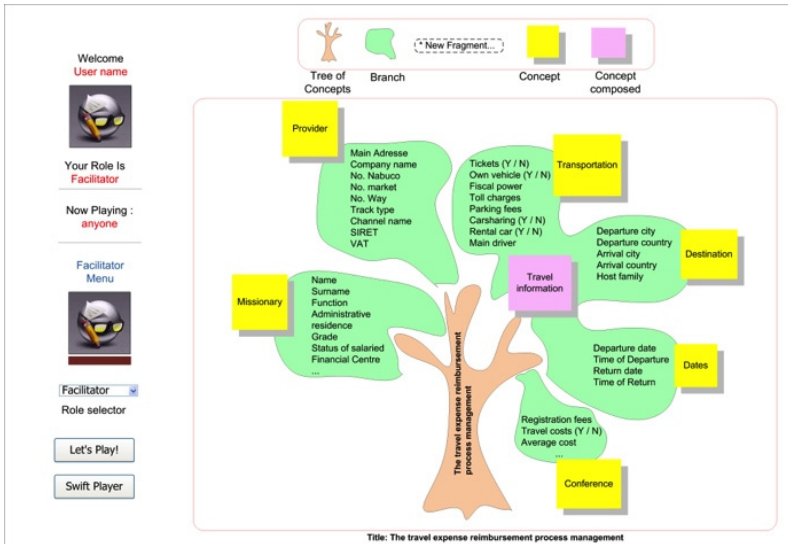 Welcome
User name
Your Role Is
Facilitator
Now Playing :
anyone
Facilitator
Menu
Facilitator
Role selector
Let's Play!
Swift Player
* New Fragment...
Tree of
Concepts
Branch
Concept
Concept
composed
Provider
Main Adresse
Company name
No. Nabuco
No. market
No. Way
Track type
Channel name
SIRET
VAT
Tickets (Y / N)
Own vehicle (Y / N)
Fiscal power
Toll charges
Parking fees
Carsharing (Y / N)
Rental car (Y / N)
Main driver
Transportation
Departure city
Departure country
Arrival city
Arrival country
Host family
Destination
Missionary
Name
Surname
Function
Administrative
residence
Grade
Status of salaried
Financial Centre
...
Travel
information
Departure date
Time of Departure
Return date
Time of Return
Dates
Registration fees
Travel costs (Y / N)
Average cost
...
Conference
The travel expense reimbursement
process management
Title: The travel expense reimbursement process management